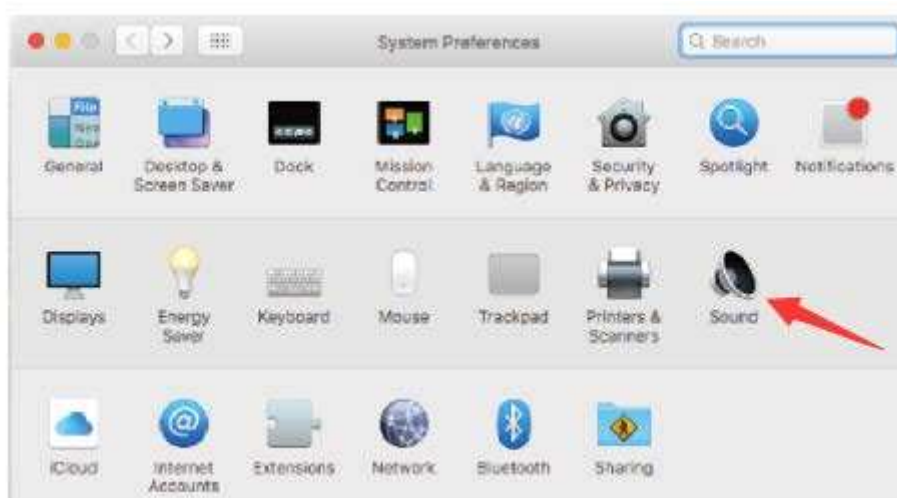 System Preferences
Search
General
Desktop &
Screen Saver
Dock
Mission
Control
Language
& Region
Security
& Privacy
Spotlight
Notifications
Displays
Energy
Saver
Keyboard
Mouse
Trackpad
Printers &
Scanners
Sound
iCloud
Internet
Accounts
Extensions
Network
Bluetooth
Sharing